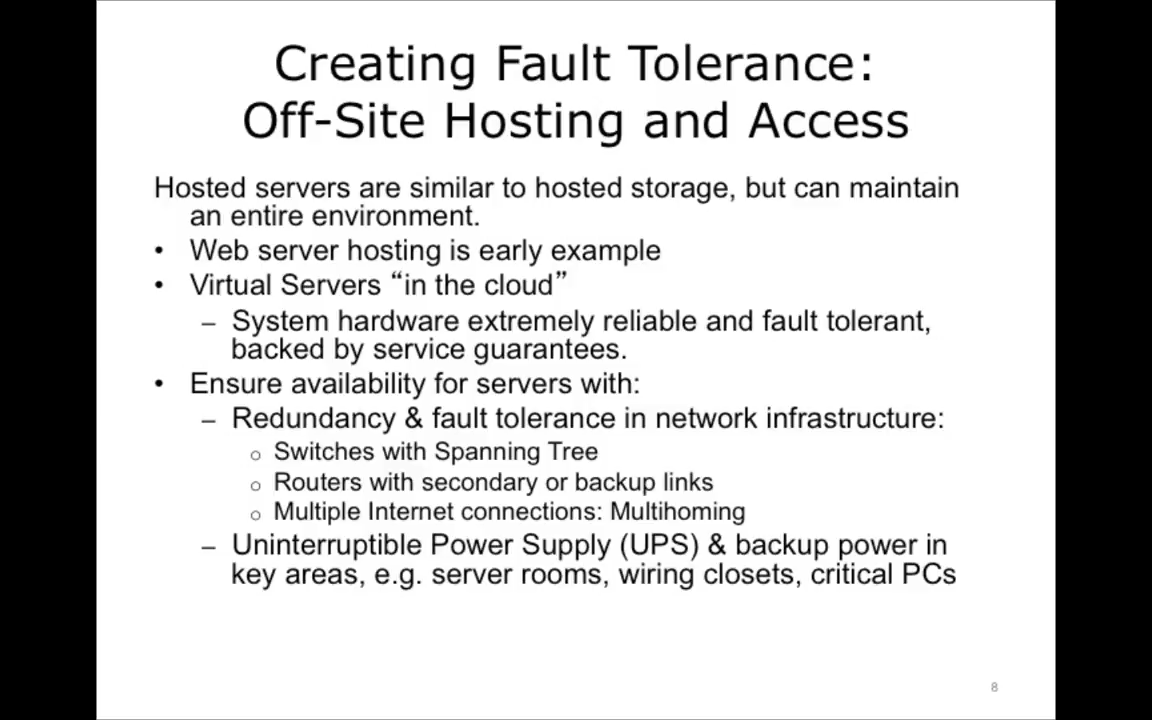 Creating Fault Tolerance:
Off-Site Hosting and Access
Hosted servers are similar to hosted storage, but can maintain
an entire environment.
• Web server hosting is early example
• Virtual Servers “in the cloud”
– System hardware extremely reliable and fault tolerant,
backed by service guarantees.
• Ensure availability for servers with:
– Redundancy & fault tolerance in network infrastructure:
○ Switches with Spanning Tree
○ Routers with secondary or backup links
○ Multiple Internet connections: Multihoming
– Uninterruptible Power Supply (UPS) & backup power in
key areas, e.g. server rooms, wiring closets, critical PCs
8